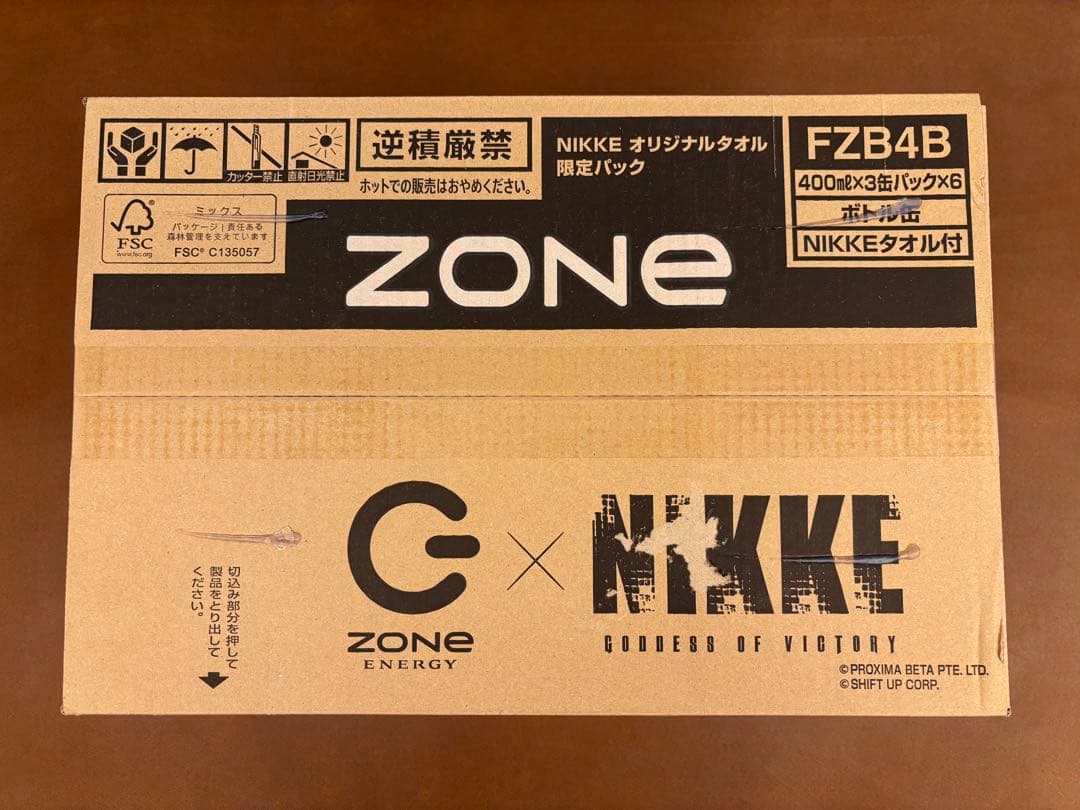 カッター禁止
直射日光禁止
逆積厳禁
ホットでの販売はおやめください。
NIKKE オリジナルタオル
限定パック
FZB4B
400mℓ×3缶パック×6
ボトル缶
NIKKEタオル付
FSC
www.fsc.org
ミックス
パッケージ|責任ある
森林管理を支えています
FSC® C135057
ZONe
切込み部分を押して
製品をとり出して
ください。
ZONe
ENERGY
×
NIKKE
GODDESS OF VICTORY
©PROXIMA BETA PTE. LTD.
©SHIFT UP CORP.